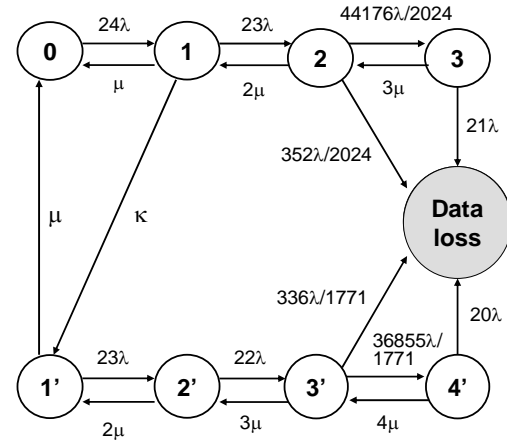 24λ
23λ
44176λ/2024
0
1
2
3
μ
2μ
3μ
352λ/2024
21λ
Data
loss
μ
κ
336λ/1771
36855λ/
1771
20λ
23λ
22λ
1'
2'
3'
4'
2μ
3μ
4μ